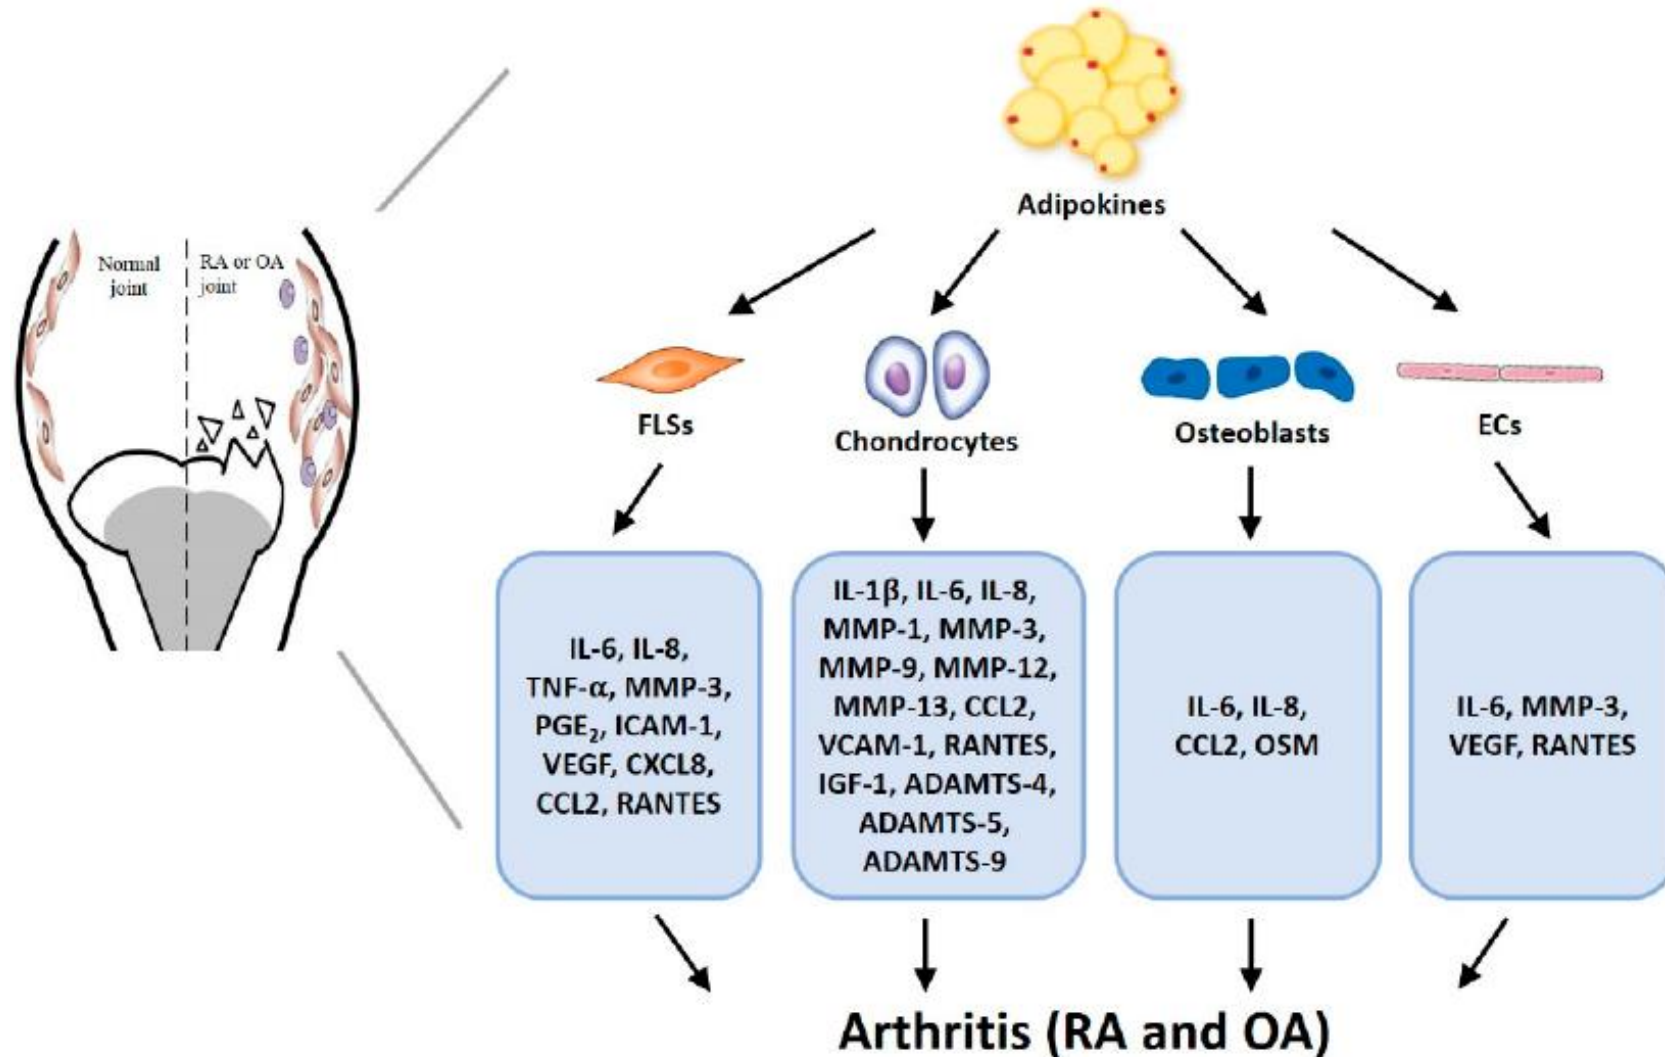 Normal
joint
RA or OA
joint
Adipokines
FLSs
Chondrocytes
Osteoblasts
ECs
IL-6, IL-8,
TNF-α, MMP-3,
PGE₂, ICAM-1,
VEGF, CXCL8,
CCL2, RANTES
IL-1β, IL-6, IL-8,
MMP-1, MMP-3,
MMP-9, MMP-12,
MMP-13, CCL2,
VCAM-1, RANTES,
IGF-1, ADAMTS-4,
ADAMTS-5,
ADAMTS-9
IL-6, IL-8,
CCL2, OSM
IL-6, MMP-3,
VEGF, RANTES
Arthritis (RA and OA)